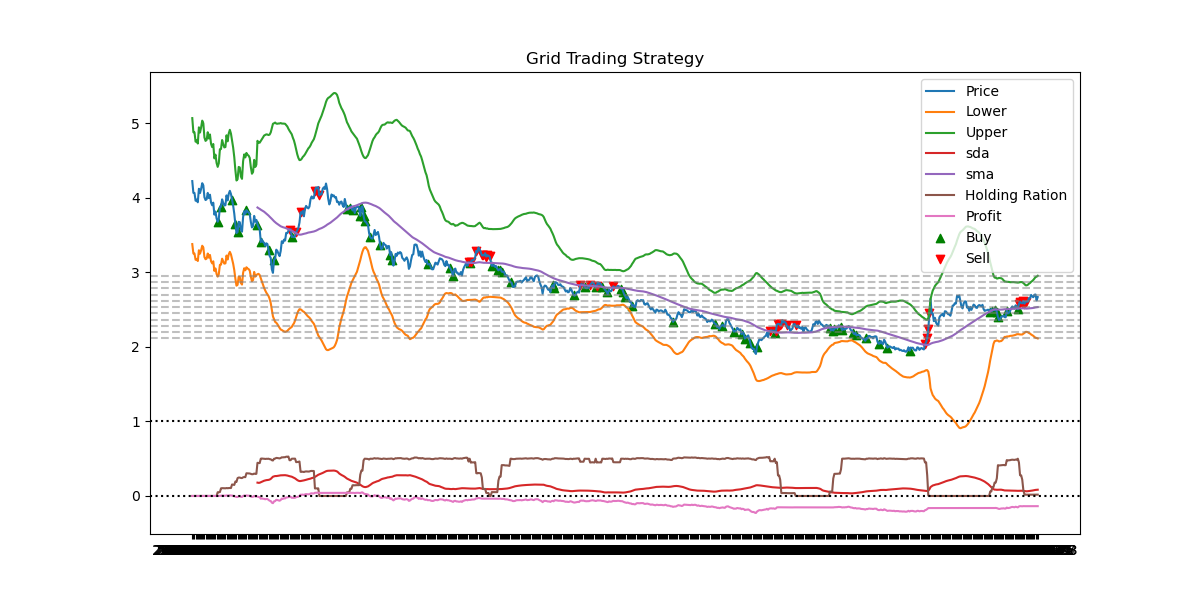 Grid Trading Strategy
5
4
3
2
1
0
Price
Lower
Upper
sda
sma
Holding Ration
Profit
Buy
Sell